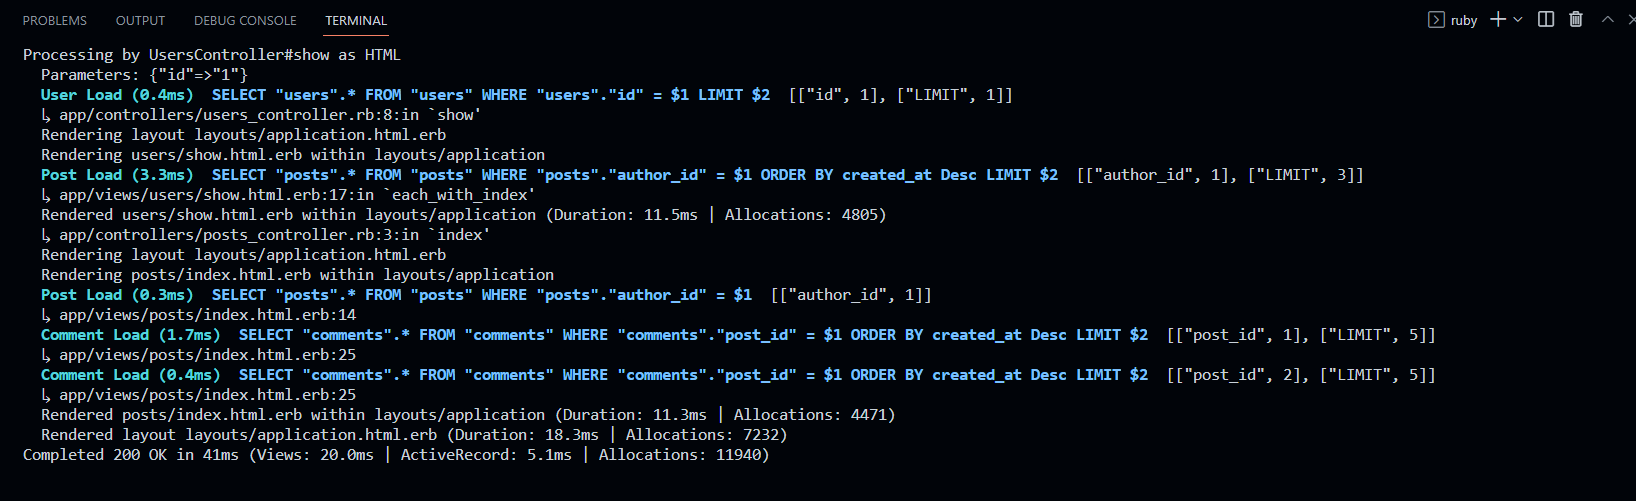 PROBLEMS OUTPUT DEBUG CONSOLE TERMINAL ruby
Processing by UsersController#show as HTML
  Parameters: {"id"=>"1"}
  User Load (0.4ms)  SELECT "users".* FROM "users" WHERE "users"."id" = $1 LIMIT $2  [["id", 1], ["LIMIT", 1]]
  ↳ app/controllers/users_controller.rb:8:in `show'
  Rendering layout layouts/application.html.erb
  Rendering users/show.html.erb within layouts/application
  Post Load (3.3ms)  SELECT "posts".* FROM "posts" WHERE "posts"."author_id" = $1 ORDER BY created_at Desc LIMIT $2  [["author_id", 1], ["LIMIT", 3]]
  ↳ app/views/users/show.html.erb:17:in `each_with_index'
  Rendered users/show.html.erb within layouts/application (Duration: 11.5ms | Allocations: 4805)
  ↳ app/controllers/posts_controller.rb:3:in `index'
  Rendering layout layouts/application.html.erb
  Rendering posts/index.html.erb within layouts/application
  Post Load (0.3ms)  SELECT "posts".* FROM "posts" WHERE "posts"."author_id" = $1  [["author_id", 1]]
  ↳ app/views/posts/index.html.erb:14
  Comment Load (1.7ms)  SELECT "comments".* FROM "comments" WHERE "comments"."post_id" = $1 ORDER BY created_at Desc LIMIT $2  [["post_id", 1], ["LIMIT", 5]]
  ↳ app/views/posts/index.html.erb:25
  Comment Load (0.4ms)  SELECT "comments".* FROM "comments" WHERE "comments"."post_id" = $1 ORDER BY created_at Desc LIMIT $2  [["post_id", 2], ["LIMIT", 5]]
  ↳ app/views/posts/index.html.erb:25
  Rendered posts/index.html.erb within layouts/application (Duration: 11.3ms | Allocations: 4471)
  Rendered layout layouts/application.html.erb (Duration: 18.3ms | Allocations: 7232)
Completed 200 OK in 41ms (Views: 20.0ms | ActiveRecord: 5.1ms | Allocations: 11940)